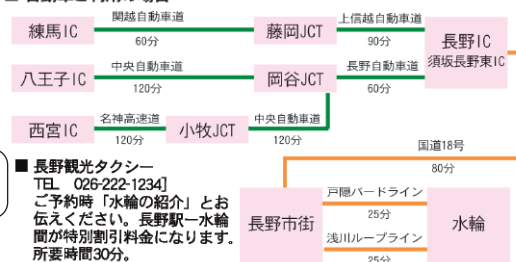 関越自動車道
上信越自動車道
練馬IC
藤岡JCT
60分
90分
長野IC
須坂長野東IC
中央自動車道
長野自動車道
八王子IC
岡谷JCT
120分
60分
名神高速道
中央自動車道
西宮IC
小牧JCT
120分
120分
国道18号
80分
■ 長野観光タクシー
TEL 026-222-1234]
ご予約時「水輪の紹介」とお
伝えください。長野駅ー水輪
間が特別割引料金になります。
所要時間30分。
戸隠バードライン
25分
長野市街
水輪
浅川ループライン
25分